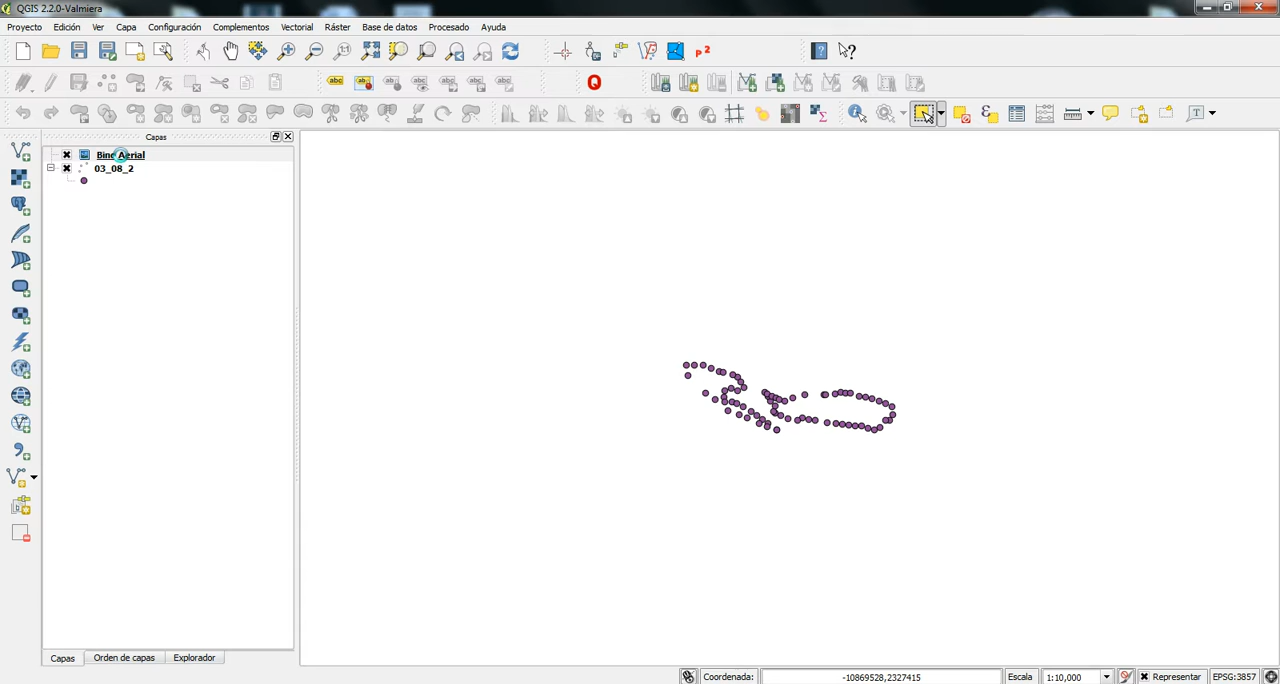 QGIS 2.2.0-Valmiera
Proyecto Edición Ver Capa Configuración Complementos Vectorial Ráster Base de datos Procesado Ayuda
Capas
Bing Aerial
03_08_2
Capas Orden de capas Explorador
Coordenada: -10869528,2327415 Escala 1:10,000 Representar EPSG:3857